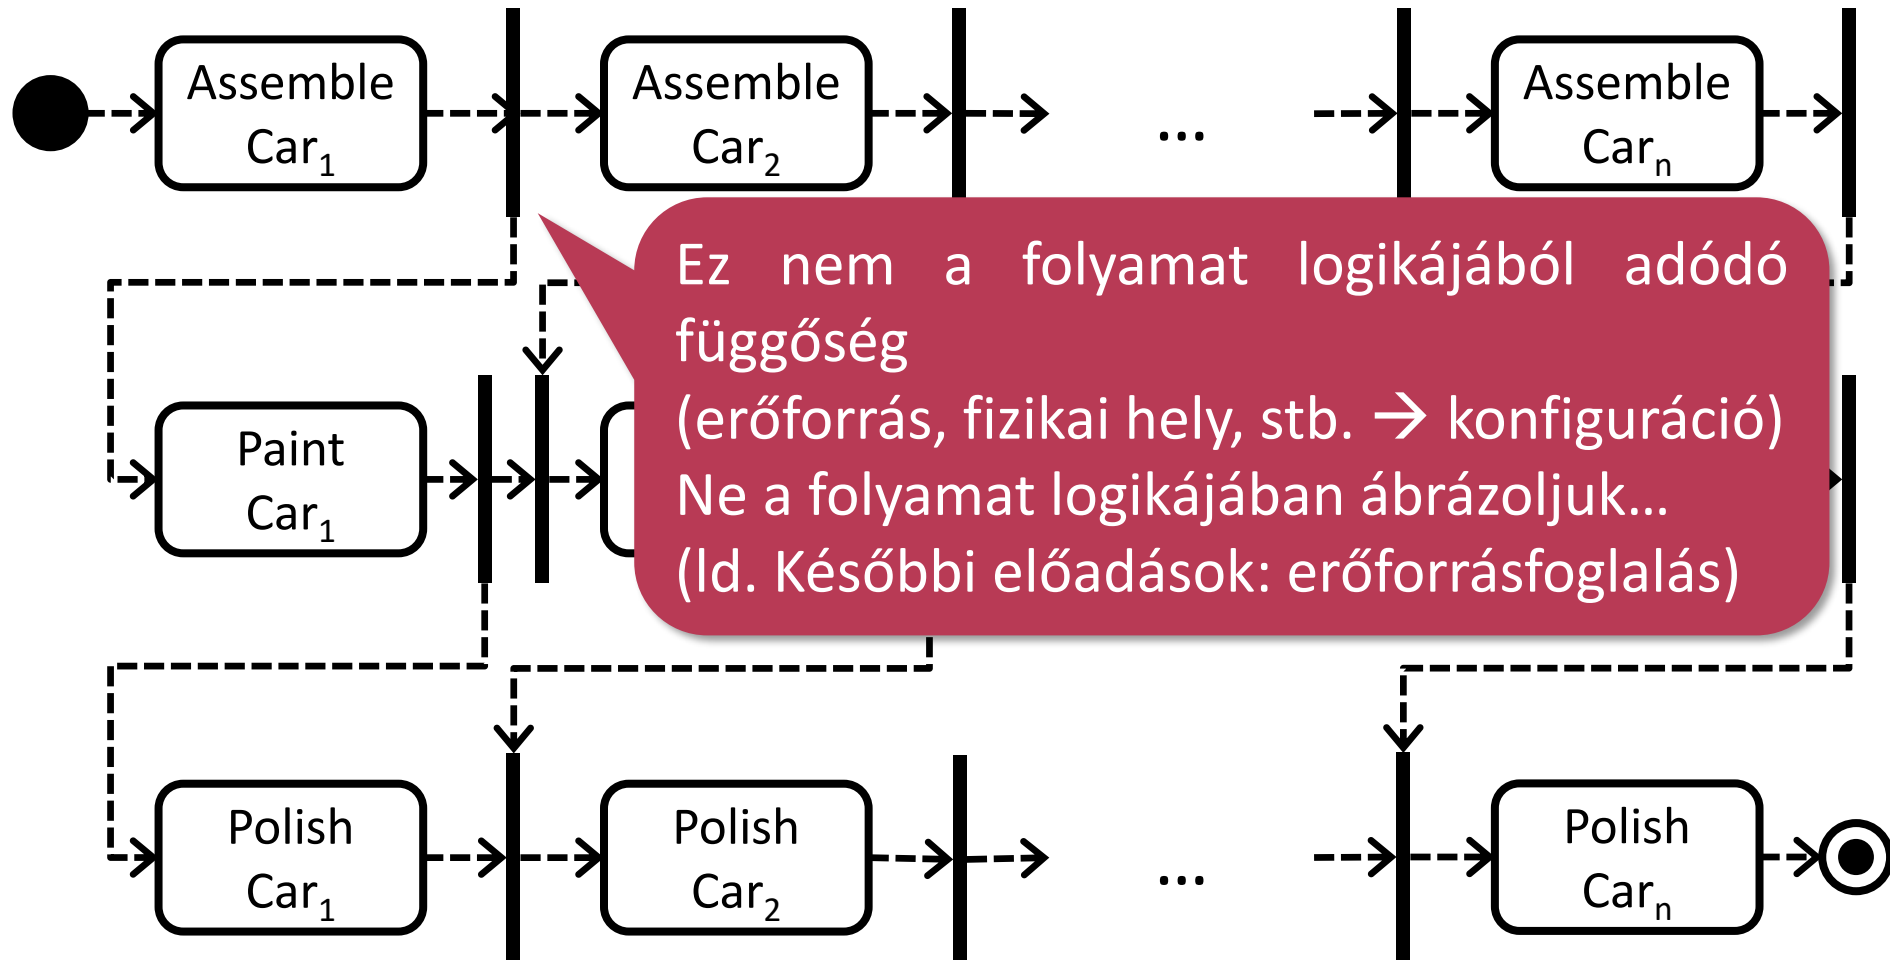 Assemble
Car₁
Assemble
Car₂
...
Assemble
Carₙ
Ez nem a folyamat logikájából adódó
függőség
(erőforrás, fizikai hely, stb. → konfiguráció)
Ne a folyamat logikájában ábrázoljuk…
(ld. Későbbi előadások: erőforrásfoglalás)
Paint
Car₁
Polish
Car₁
Polish
Car₂
...
Polish
Carₙ